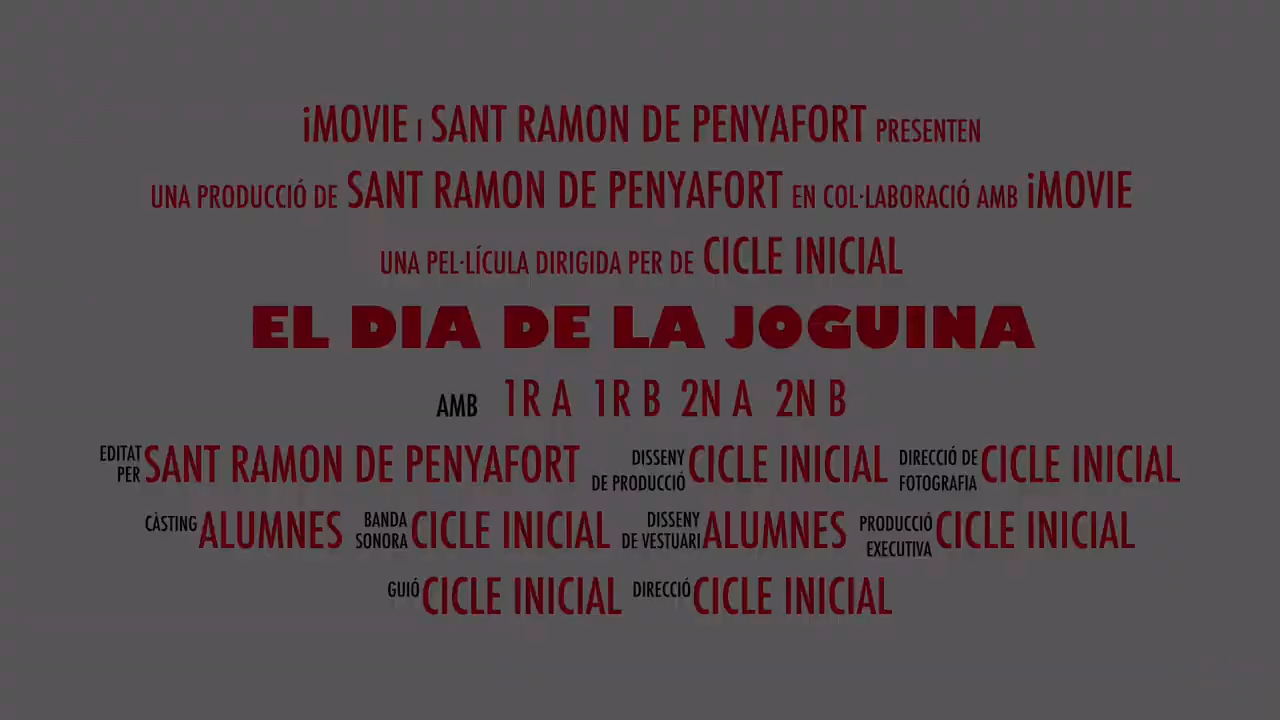 iMOVIE I SANT RAMON DE PENYAFORT PRESENTEN
UNA PRODUCCIÓ DE SANT RAMON DE PENYAFORT EN COL·LABORACIÓ AMB iMOVIE
UNA PEL·LÍCULA DIRIGIDA PER DE CICLE INICIAL
EL DIA DE LA JOGUINA
AMB 1R A 1R B 2N A 2N B
EDITAT PER SANT RAMON DE PENYAFORT DISSENY DE PRODUCCIÓ CICLE INICIAL DIRECCIÓ DE FOTOGRAFIA CICLE INICIAL
CÀSTING ALUMNES BANDA SONORA CICLE INICIAL DISSENY DE VESTUARI ALUMNES PRODUCCIÓ EXECUTIVA CICLE INICIAL
GUIÓ CICLE INICIAL DIRECCIÓ CICLE INICIAL